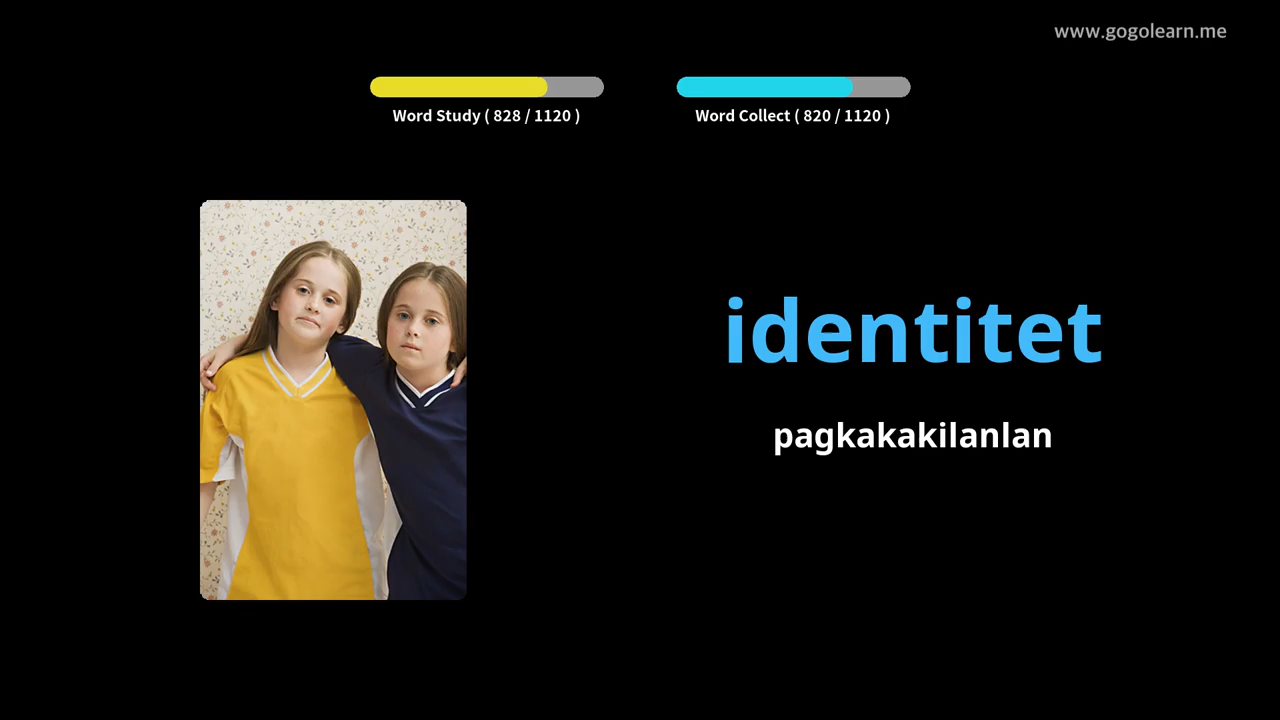 www.gogolearn.me
Word Study ( 828 / 1120 )
Word Collect ( 820 / 1120 )
identitet
pagkakakilanlan